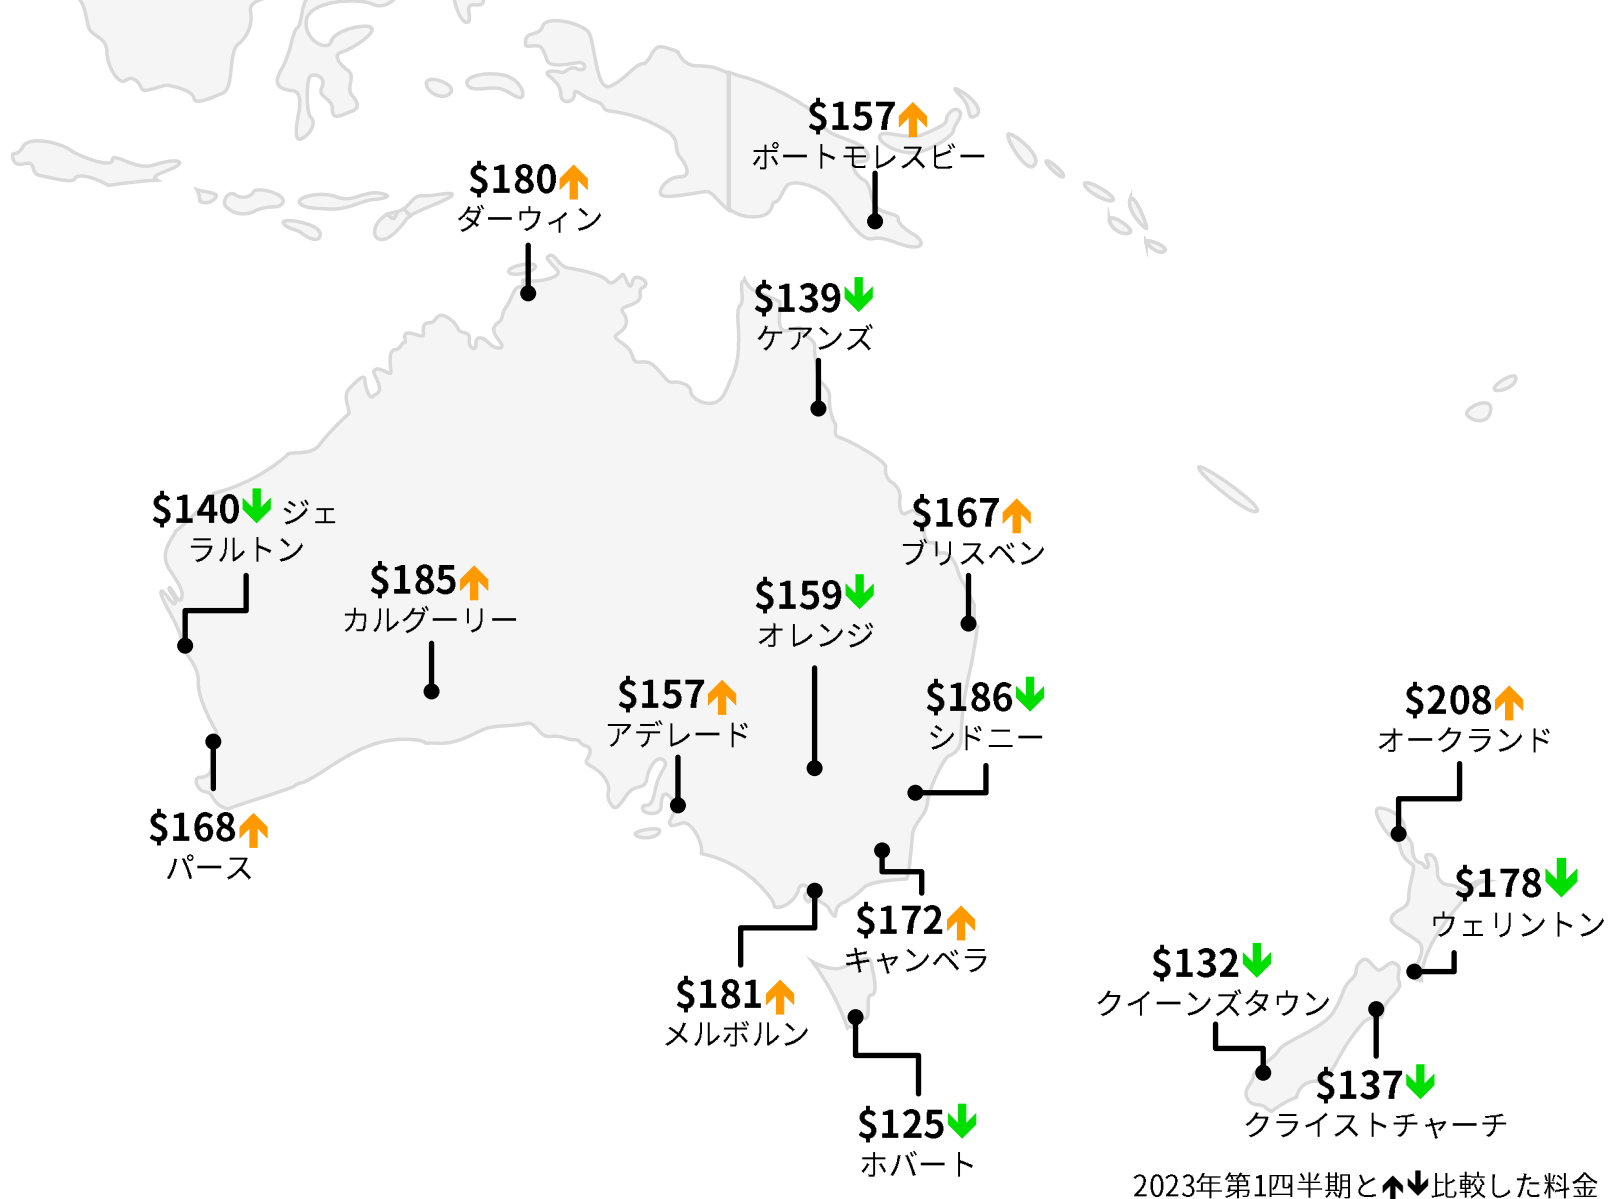 $157↑
ポートモレスビー
$180↑
ダーウィン
$139↓
ケアンズ
$140↓ ジェ
ラルトン
$167↑
ブリスベン
$185↑
カルグーリー
$159↓
オレンジ
$157↑
アデレード
$186↓
シドニー
$208↑
オークランド
$168↑
パース
$178↓
ウェリントン
$172↑
キャンベラ
$132↓
クイーンズタウン
$181↑
メルボルン
$137↓
クライストチャーチ
$125↓
ホバート
2023年第1四半期と↑↓比較した料金